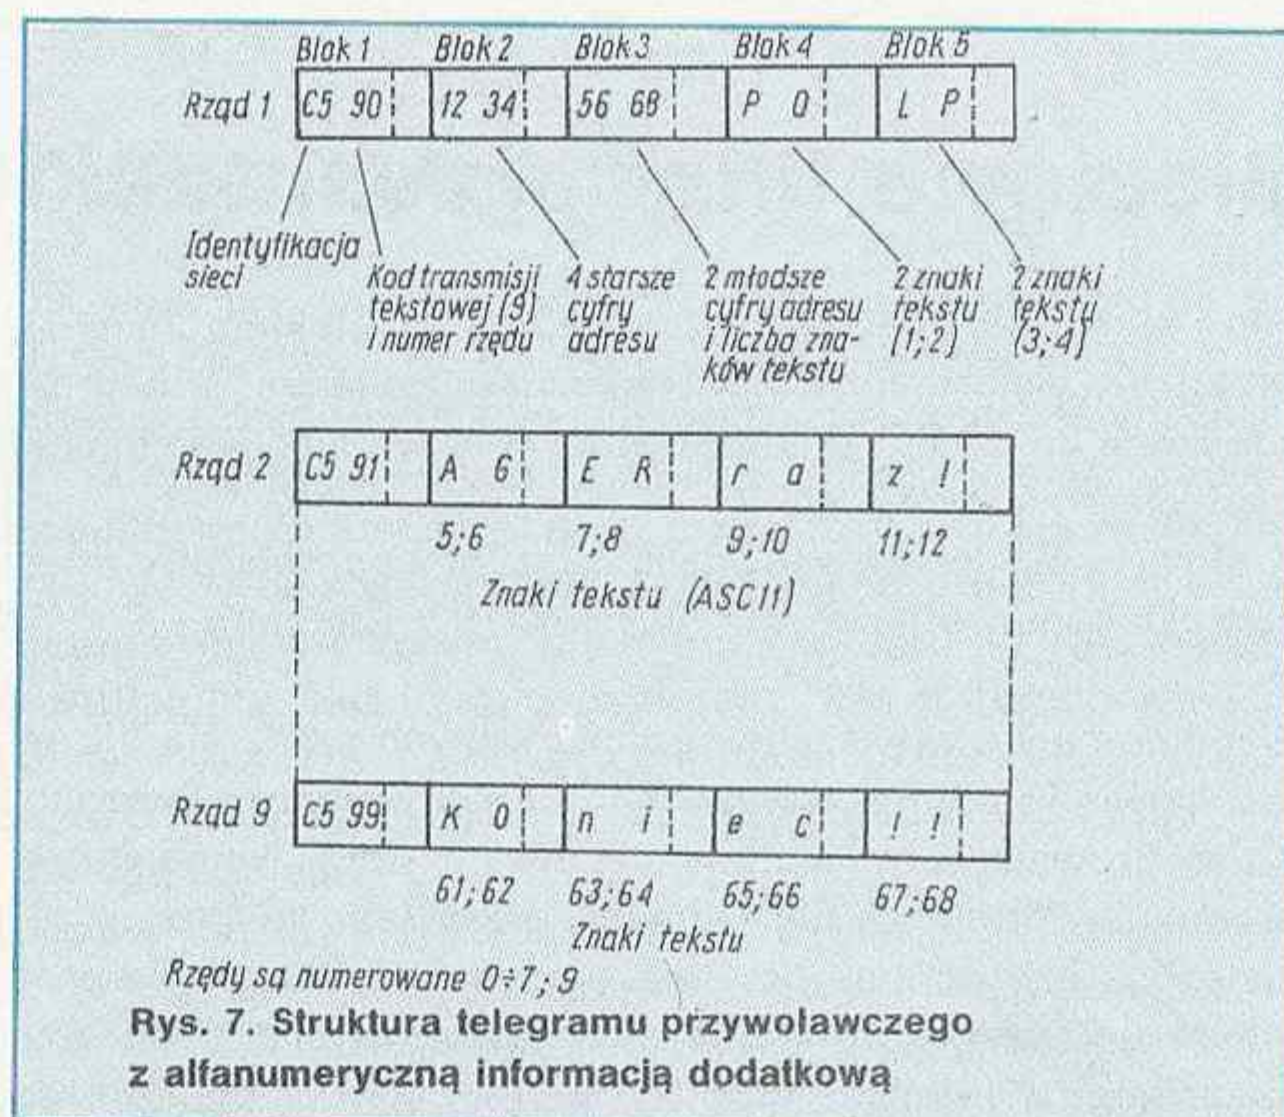 Blok 1 Blok 2 Blok 3 Blok 4 Blok 5
Rząd 1 C5 90 12 34 56 68 P O L P
Identyfikacja
sieci
Kod transmisji
tekstowej (9)
i numer rzędu
4 starsze
cyfry
adresu
2 młodsze
cyfry adresu
i liczba zna-
ków tekstu
2 znaki
tekstu
(1;2)
2 znaki
tekstu
(3;4)
Rząd 2 C5 91 A G E R r a z !
5;6 7;8 9;10 11;12
Znaki tekstu (ASCII)
Rząd 9 C5 99 K O n i e c ! !
61;62 63;64 65;66 67;68
Znaki tekstu
Rzędy są numerowane 0÷7; 9
Rys. 7. Struktura telegramu przywoławczego
z alfanumeryczną informacją dodatkową